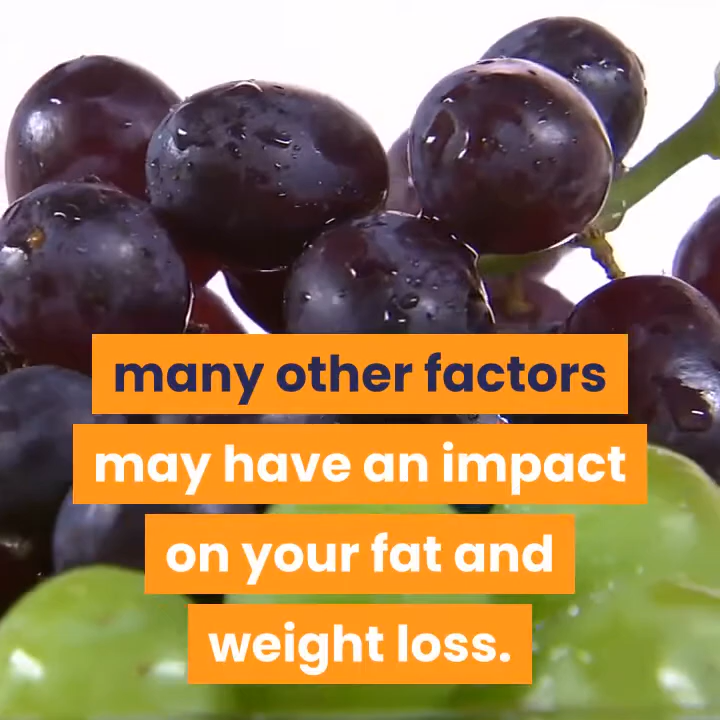 many other factors
may have an impact
on your fat and
weight loss.